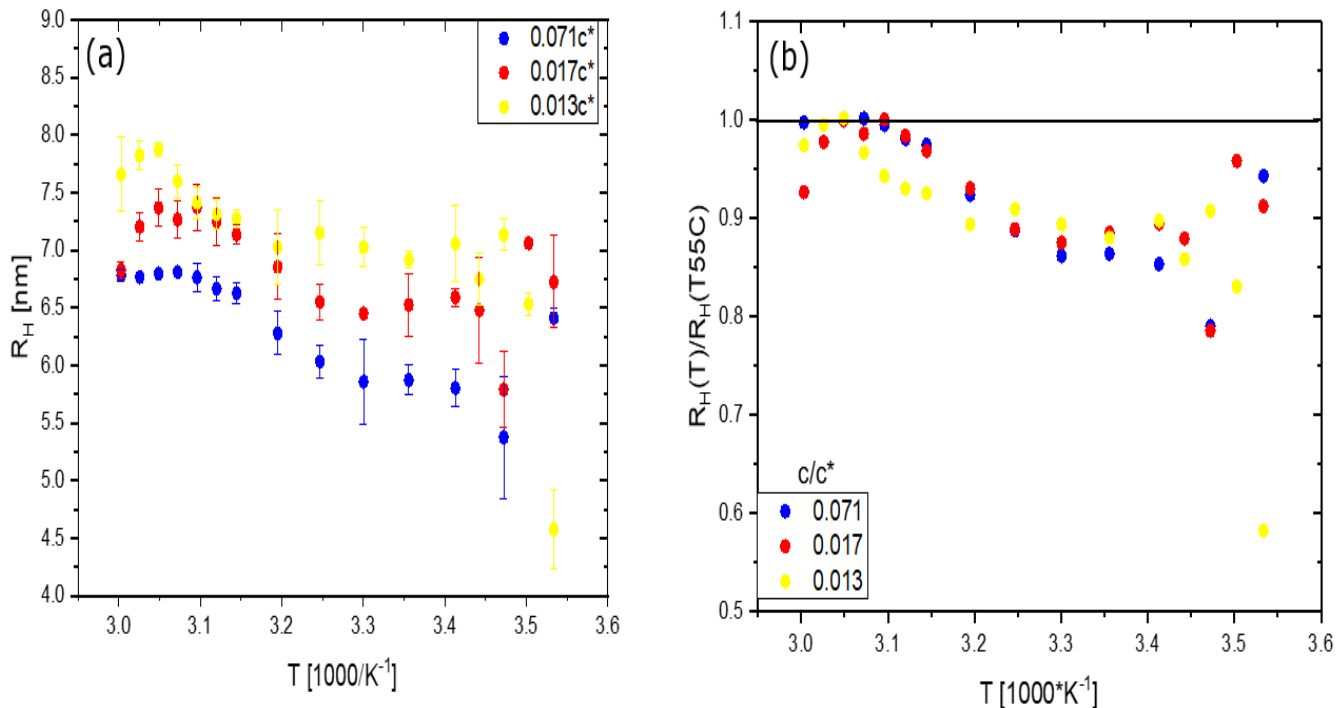 (a)
0.071c*
0.017c*
0.013c*
R_H [nm]
9.0
8.5
8.0
7.5
7.0
6.5
6.0
5.5
5.0
4.5
4.0
3.0 3.1 3.2 3.3 3.4 3.5 3.6
T [1000/K⁻¹]
(b)
R_H(T)/R_H(T55C)
1.1
1.0
0.9
0.8
0.7
0.6
0.5
c/c*
0.071
0.017
0.013
3.0 3.1 3.2 3.3 3.4 3.5 3.6
T [1000*K⁻¹]